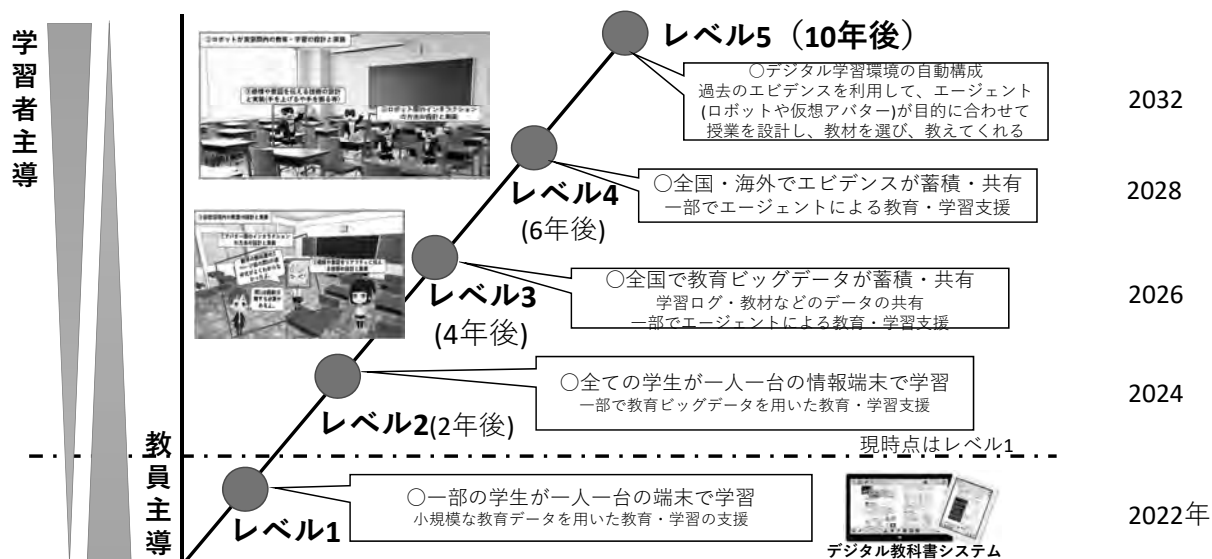 学習者主導
教員主導
レベル5（10年後）
○デジタル学習環境の自動構成
過去のエビデンスを利用して、エージェント
(ロボットや仮想アバター)が目的に合わせて
授業を設計し、教材を選び、教えてくれる
2032
レベル4
(6年後)
○全国・海外でエビデンスが蓄積・共有
一部でエージェントによる教育・学習支援
2028
レベル3
(4年後)
○全国で教育ビッグデータが蓄積・共有
学習ログ・教材などのデータの共有
一部でエージェントによる教育・学習支援
2026
レベル2(2年後)
○全ての学生が一人一台の情報端末で学習
一部で教育ビッグデータを用いた教育・学習支援
2024
現時点はレベル1
レベル1
○一部の学生が一人一台の端末で学習
小規模な教育データを用いた教育・学習の支援
デジタル教科書システム
2022年